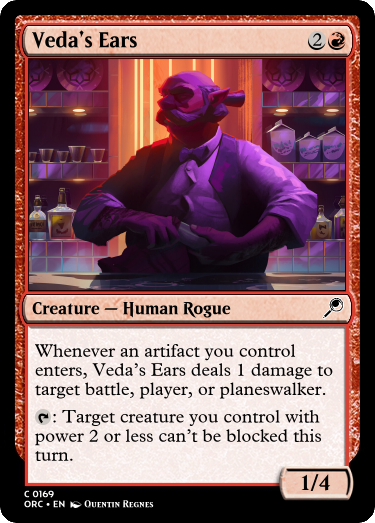 Veda's Ears 2
Creature — Human Rogue
Whenever an artifact you control
enters, Veda's Ears deals 1 damage to
target battle, player, or planeswalker.
: Target creature you control with
power 2 or less can't be blocked this
turn.
1/4
C 0169
ORC • EN Quentin Regnes